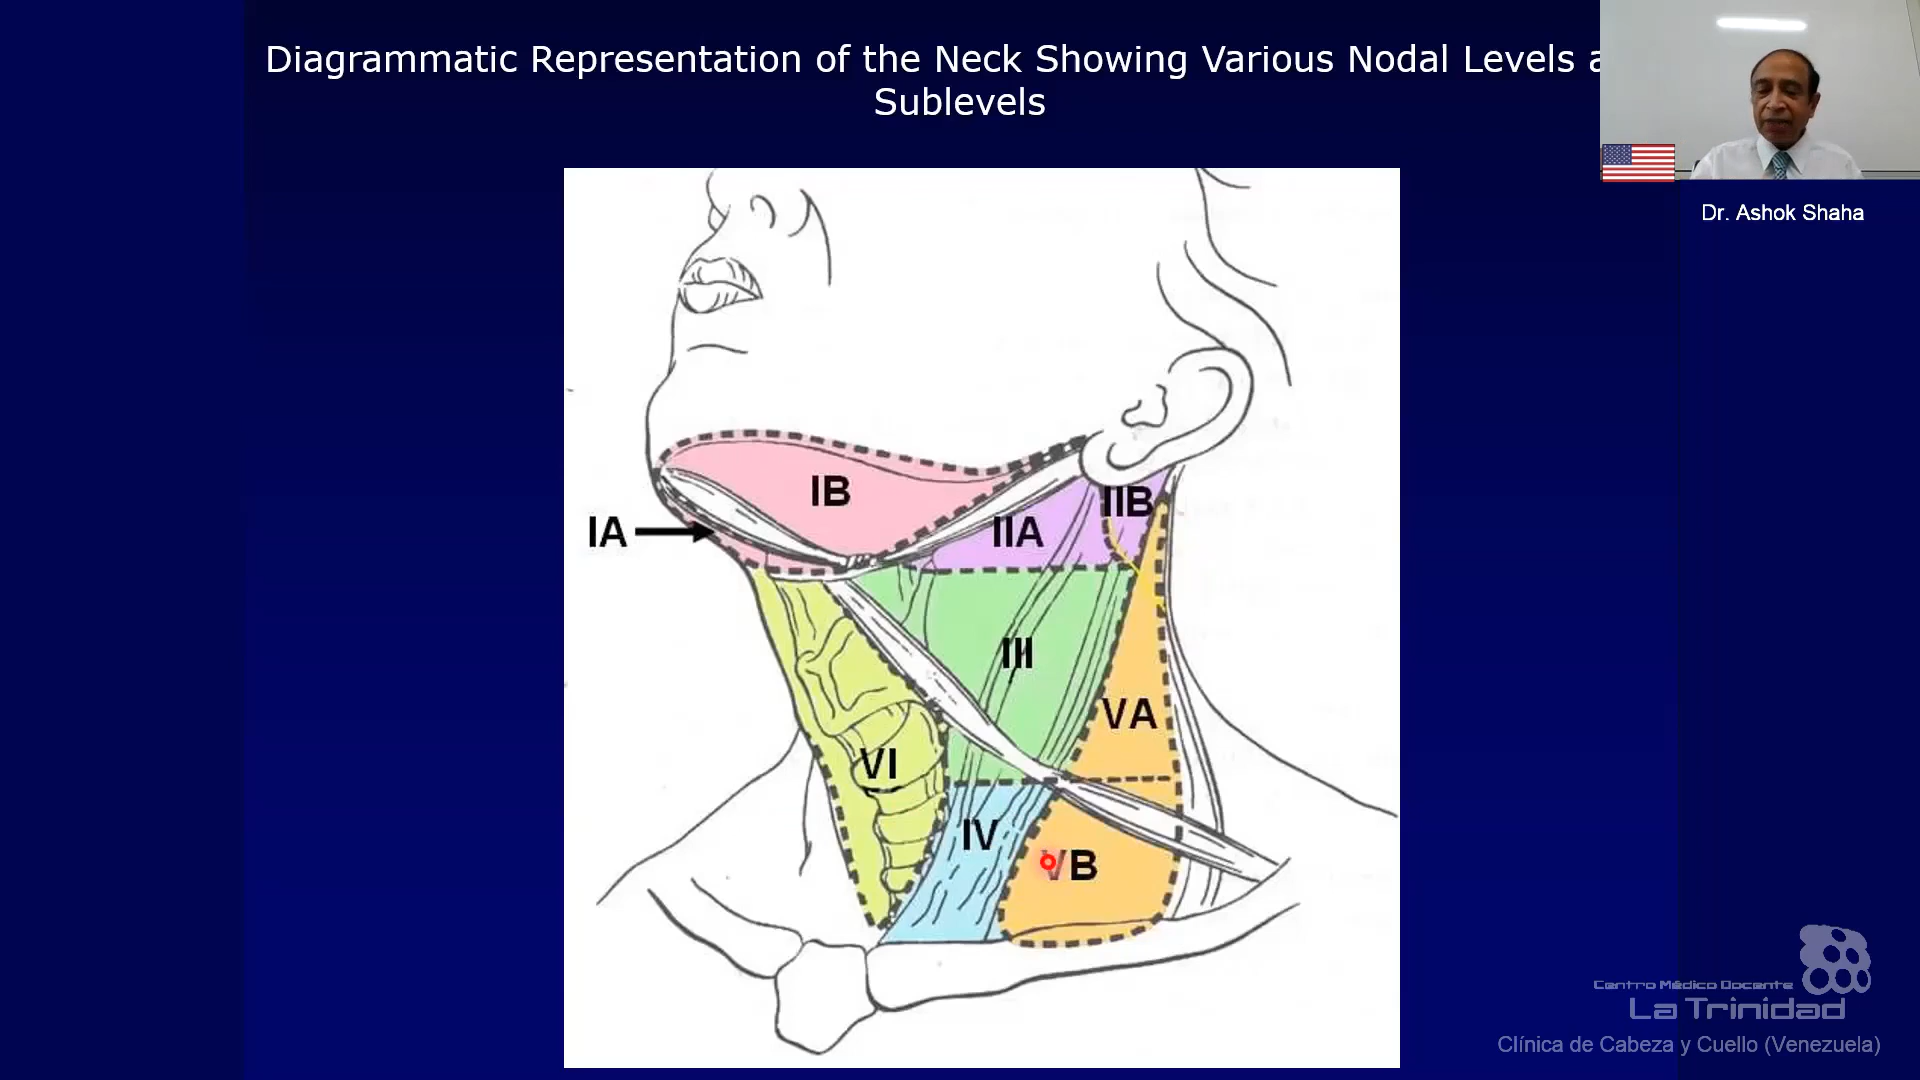 Diagrammatic Representation of the Neck Showing Various Nodal Levels
Sublevels
Dr. Ashok Shaha
IB
IA
IIA
IIB
III
VA
VI
IV
VB
Centro Médico Docente
La Trinidad
Clínica de Cabeza y Cuello (Venezuela)